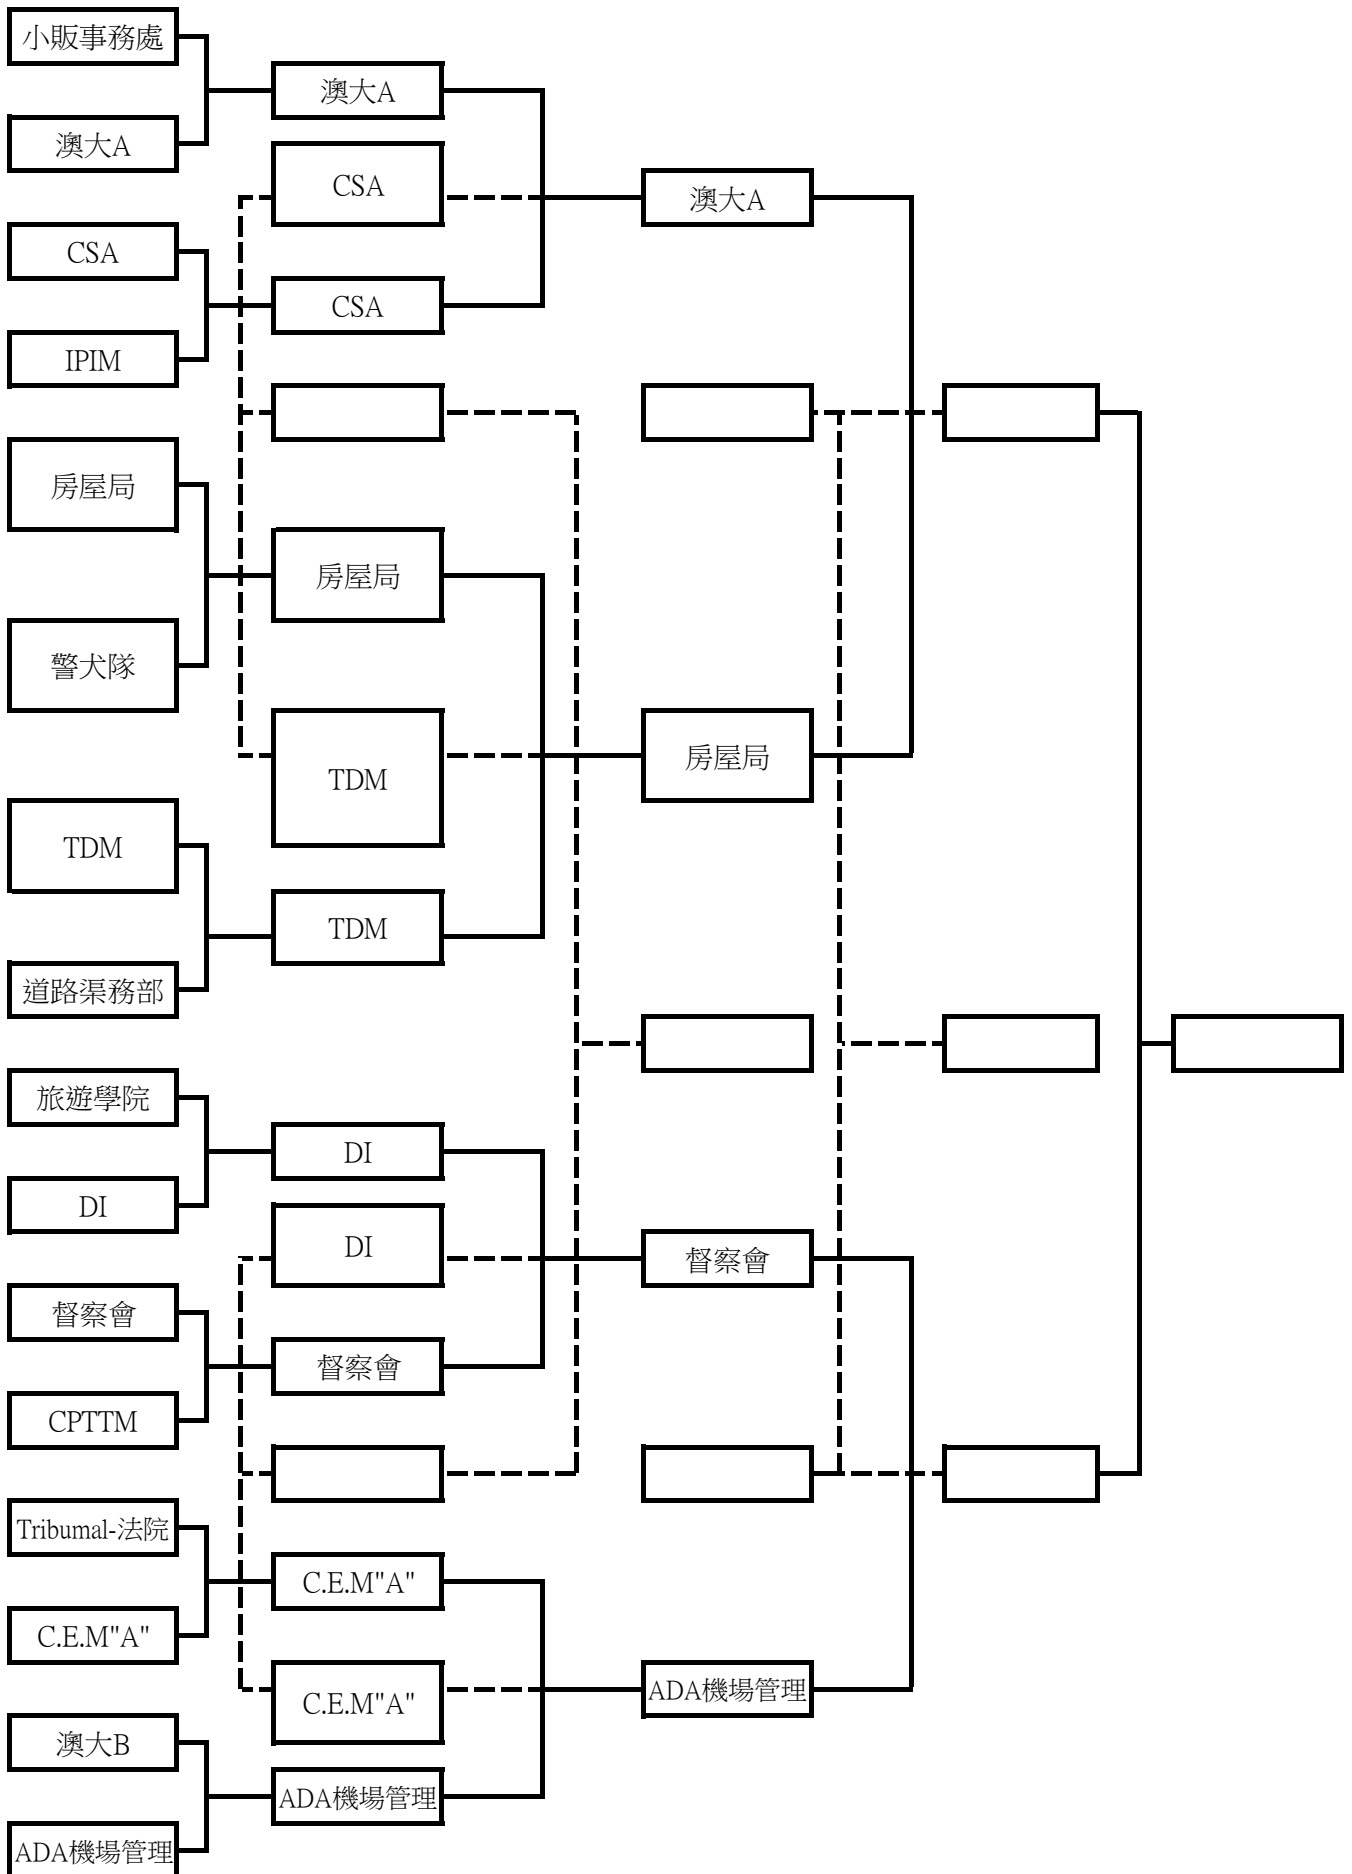 小販事務處
澳大A
澳大A
CSA
澳大A
CSA
CSA
IPIM
房屋局
房屋局
警犬隊
房屋局
TDM
TDM
TDM
道路渠務部
旅遊學院
DI
DI
DI
督察會
督察會
督察會
CPTTM
Tribumal-法院
C.E.M"A"
C.E.M"A"
C.E.M"A"
ADA機場管理
澳大B
ADA機場管理
ADA機場管理